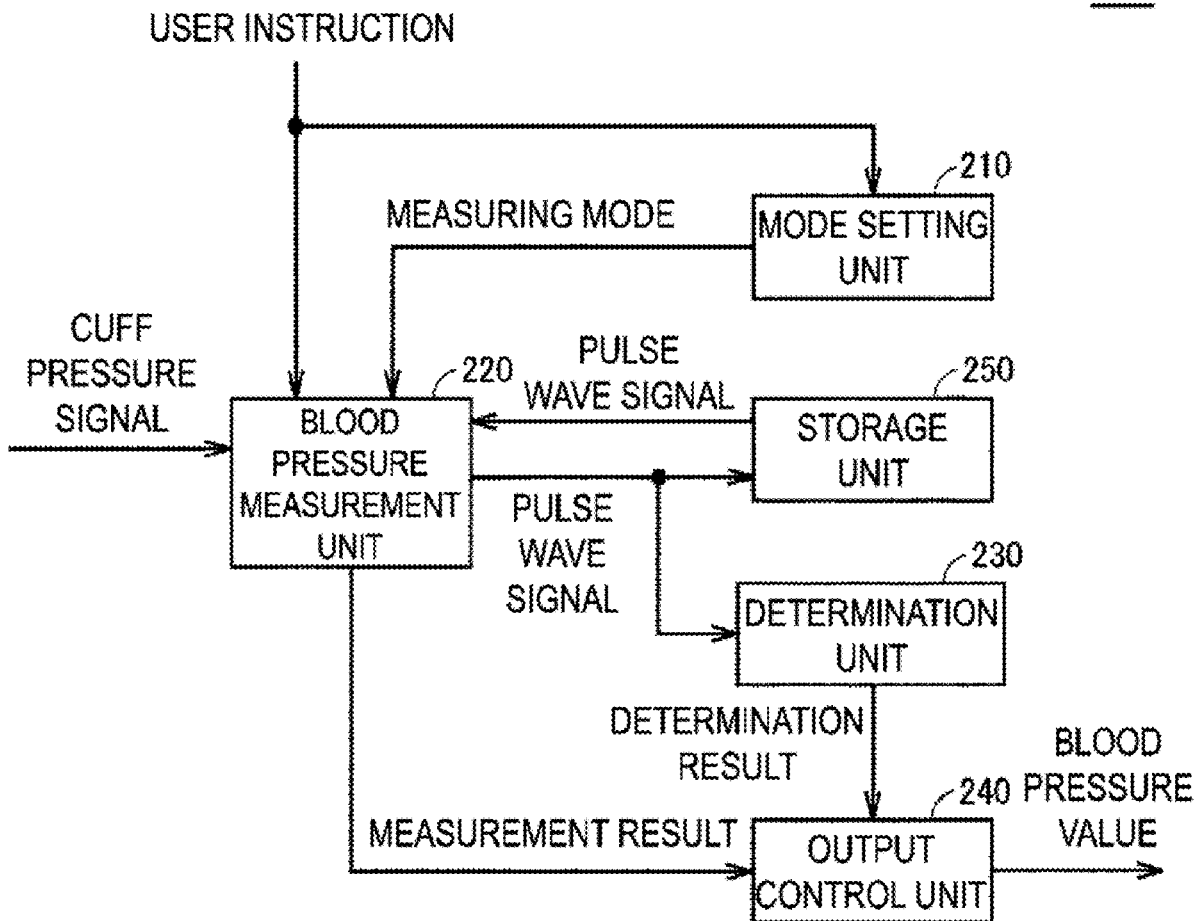 USER INSTRUCTION
210
MODE SETTING
UNIT
MEASURING MODE
CUFF
PRESSURE
SIGNAL
220
BLOOD
PRESSURE
MEASUREMENT
UNIT
PULSE
WAVE SIGNAL
250
STORAGE
UNIT
PULSE
WAVE
SIGNAL
230
DETERMINATION
UNIT
DETERMINATION
RESULT
240
OUTPUT
CONTROL UNIT
MEASUREMENT RESULT
BLOOD
PRESSURE
VALUE